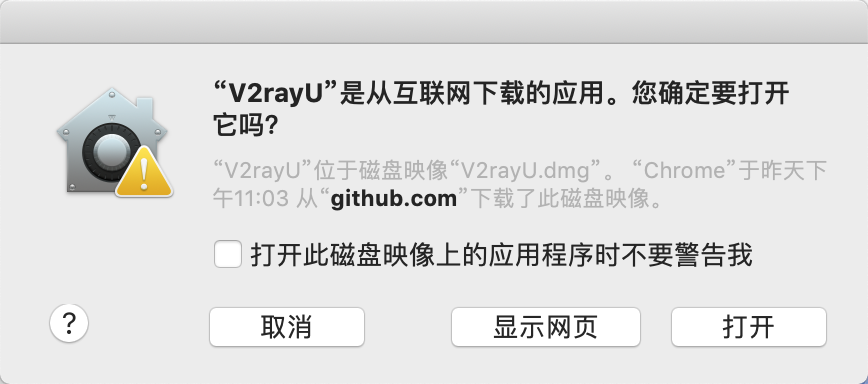 “V2rayU”是从互联网下载的应用。您确定要打开
它吗？
“V2rayU”位于磁盘映像“V2rayU.dmg”。 “Chrome”于昨天下
午11:03 从“github.com”下载了此磁盘映像。
打开此磁盘映像上的应用程序时不要警告我
? 取消 显示网页 打开